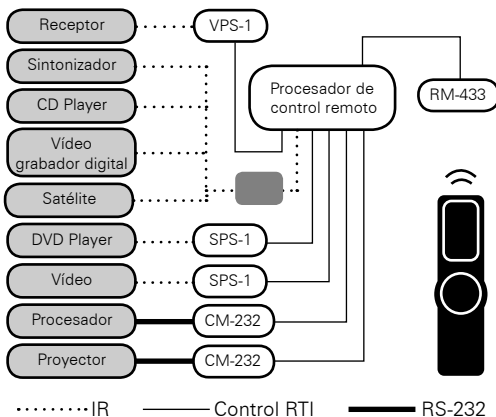 Receptor
VPS-1
Sintonizador
CD Player
Vídeo
grabador digital
Satélite
DVD Player
SPS-1
Vídeo
SPS-1
Procesador
CM-232
Proyector
CM-232
Procesador de
control remoto
RM-433
IR
Control RTI
RS-232